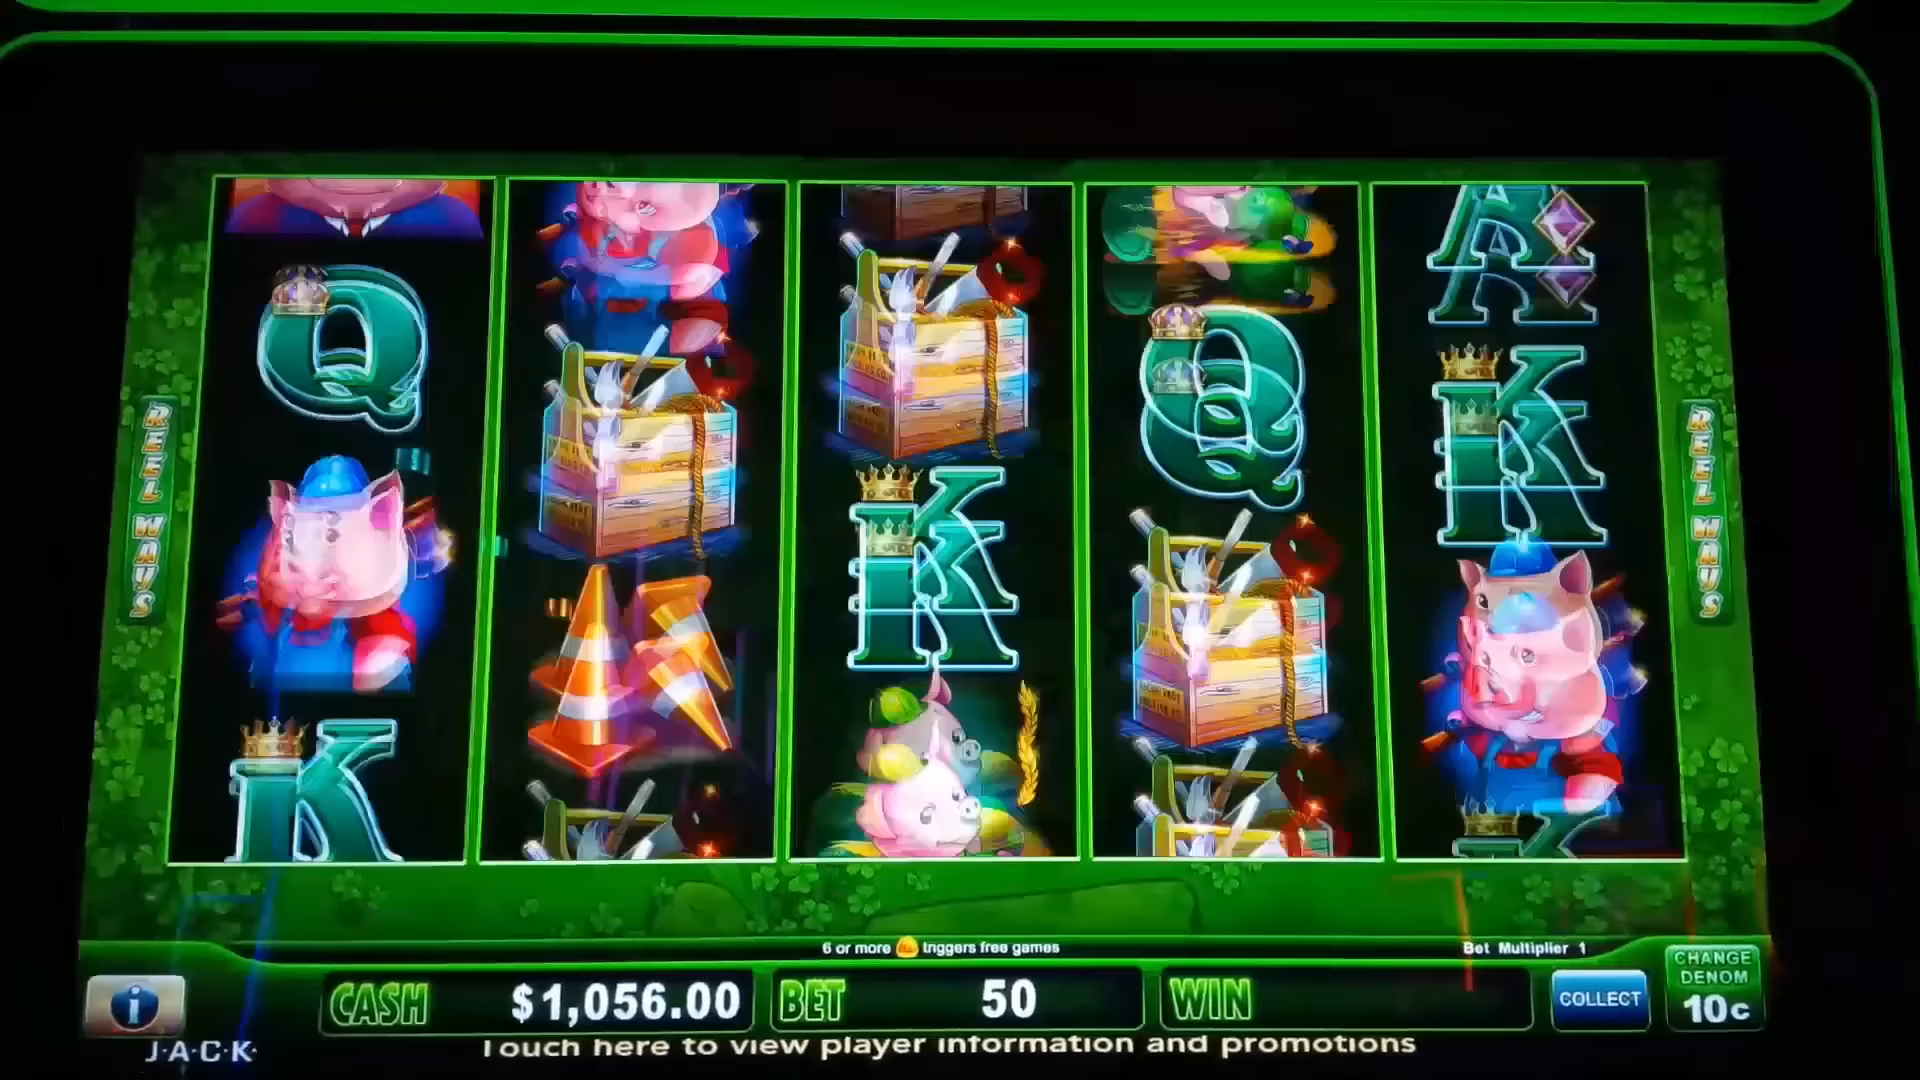 Q
A
K
Q
K
K
REEL WAYS
REEL WAYS
6 or more triggers free games
Bet Multiplier 1
CASH $1,056.00
BET 50
WIN
COLLECT
CHANGE
DENOM
10c
J·A·C·K
Touch here to view player information and promotions